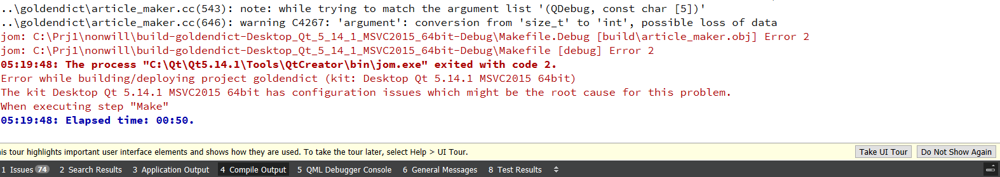 ..\goldendict\article_maker.cc(543): note: while trying to match the argument list '(QDebug, const char [5])'
..\goldendict\article_maker.cc(646): warning C4267: 'argument': conversion from 'size_t' to 'int', possible loss of data
jom: C:\Prj1\nonwill\build-goldendict-Desktop_Qt_5_14_1_MSVC2015_64bit-Debug\Makefile.Debug [build\article_maker.obj] Error 2
jom: C:\Prj1\nonwill\build-goldendict-Desktop_Qt_5_14_1_MSVC2015_64bit-Debug\Makefile [debug] Error 2
05:19:48: The process "C:\Qt\Qt5.14.1\Tools\QtCreator\bin\jom.exe" exited with code 2.
Error while building/deploying project goldendict (kit: Desktop Qt 5.14.1 MSVC2015 64bit)
The kit Desktop Qt 5.14.1 MSVC2015 64bit has configuration issues which might be the root cause for this problem.
When executing step "Make"
05:19:48: Elapsed time: 00:50.
is tour highlights important user interface elements and shows how they are used. To take the tour later, select Help > UI Tour. Take UI Tour Do Not Show Again
1 Issues 74 2 Search Results 3 Application Output 4 Compile Output 5 QML Debugger Console 6 General Messages 8 Test Results